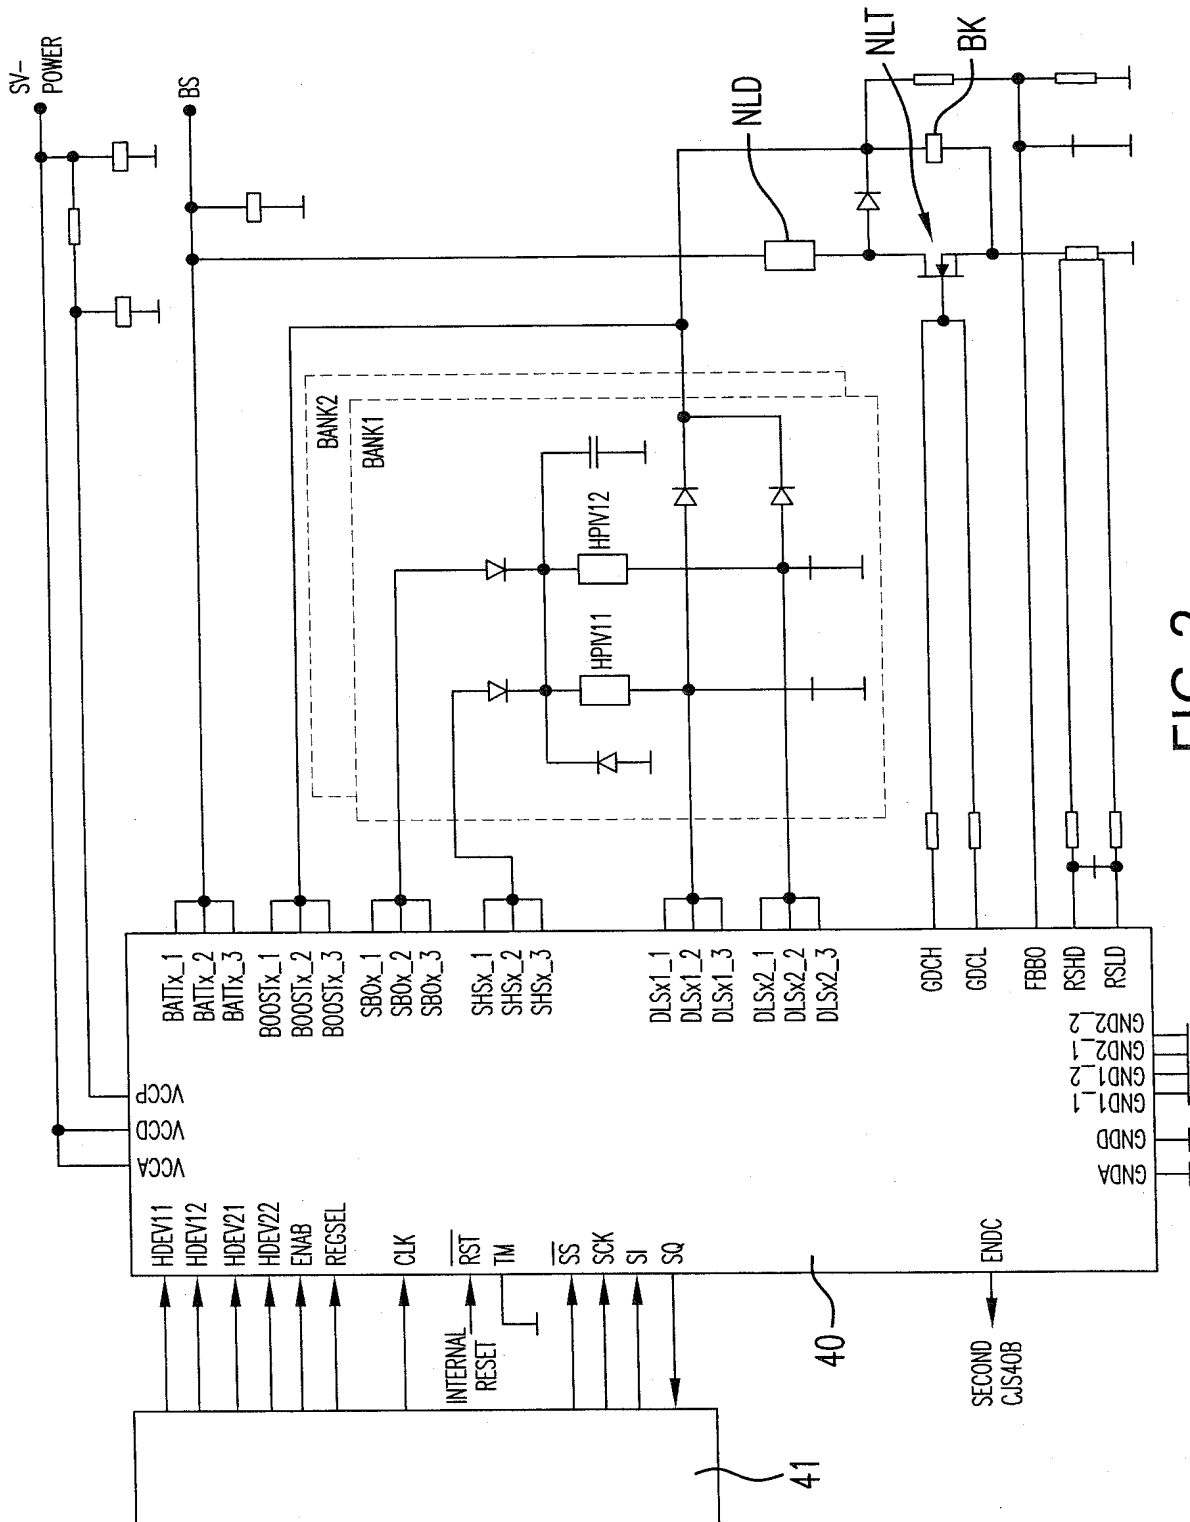 SV-
POWER
BS
NLD
NLT
BK
BANK2
BANK1
HPIV12
HPIV11
BATTx_1
BATTx_2
BATTx_3
BOOSTx_1
BOOSTx_2
BOOSTx_3
SBOx_1
SBOx_2
SBOx_3
SHSx_1
SHSx_2
SHSx_3
DLSx1_1
DLSx1_2
DLSx1_3
DLSx2_1
DLSx2_2
DLSx2_3
GDCH
GDCL
FBBO
RSHD
RSLD
VCCP
VCCD
VCCA
GND2_2
GND2_1
GND1_2
GND1_1
GNDD
GNDA
HDEV11
HDEV12
HDEV21
HDEV22
ENAB
REGSEL
CLK
RST
TM
SS
SCK
SI
SQ
ENDC
INTERNAL
RESET
SECOND
CJS40B
40
41
FIG.